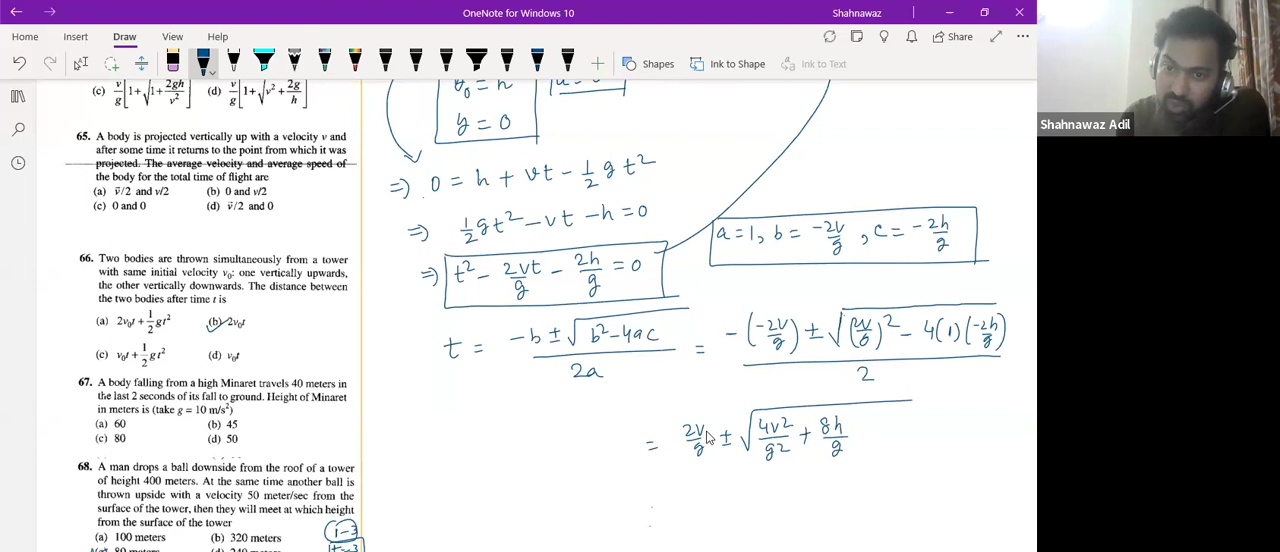 OneNote for Windows 10
Shahnawaz
Home Insert Draw View Help
Share
Shapes
Ink to Shape
Ink to Text
Shahnawaz Adil
(c) v/g [1+√(1+2gh/v²)] (d) v/g [1+√(v²+2g/h)]
65. A body is projected vertically up with a velocity v and
after some time it returns to the point from which it was
projected. The average velocity and average speed of
the body for the total time of flight are
(a) v⃗/2 and v/2 (b) 0 and v/2
(c) 0 and 0 (d) v⃗/2 and 0
66. Two bodies are thrown simultaneously from a tower
with same initial velocity v₀: one vertically upwards,
the other vertically downwards. The distance between
the two bodies after time t is
(a) 2v₀t + 1/2 gt² (b) 2v₀t
(c) v₀t + 1/2 gt² (d) v₀t
67. A body falling from a high Minaret travels 40 meters in
the last 2 seconds of its fall to ground. Height of Minaret
in meters is (take g = 10 m/s²)
(a) 60 (b) 45
(c) 80 (d) 50
68. A man drops a ball downside from the roof of a tower
of height 400 meters. At the same time another ball is
thrown upside with a velocity 50 meter/sec from the
surface of the tower, then they will meet at which height
from the surface of the tower
(a) 100 meters (b) 320 meters
y = 0
⇒) 0 = h + vt - 1/2 g t²
⇒) 1/2 gt² - vt - h = 0
⇒) t² - 2vt/g - 2h/g = 0
a = 1, b = -2v/g, c = -2h/g
t = (-b ± √(b² - 4ac))/2a = (-(-2v/g) ± √((2v/g)² - 4(1)(-2h/g)))/2
= 2v/g ± √(4v²/g² + 8h/g)